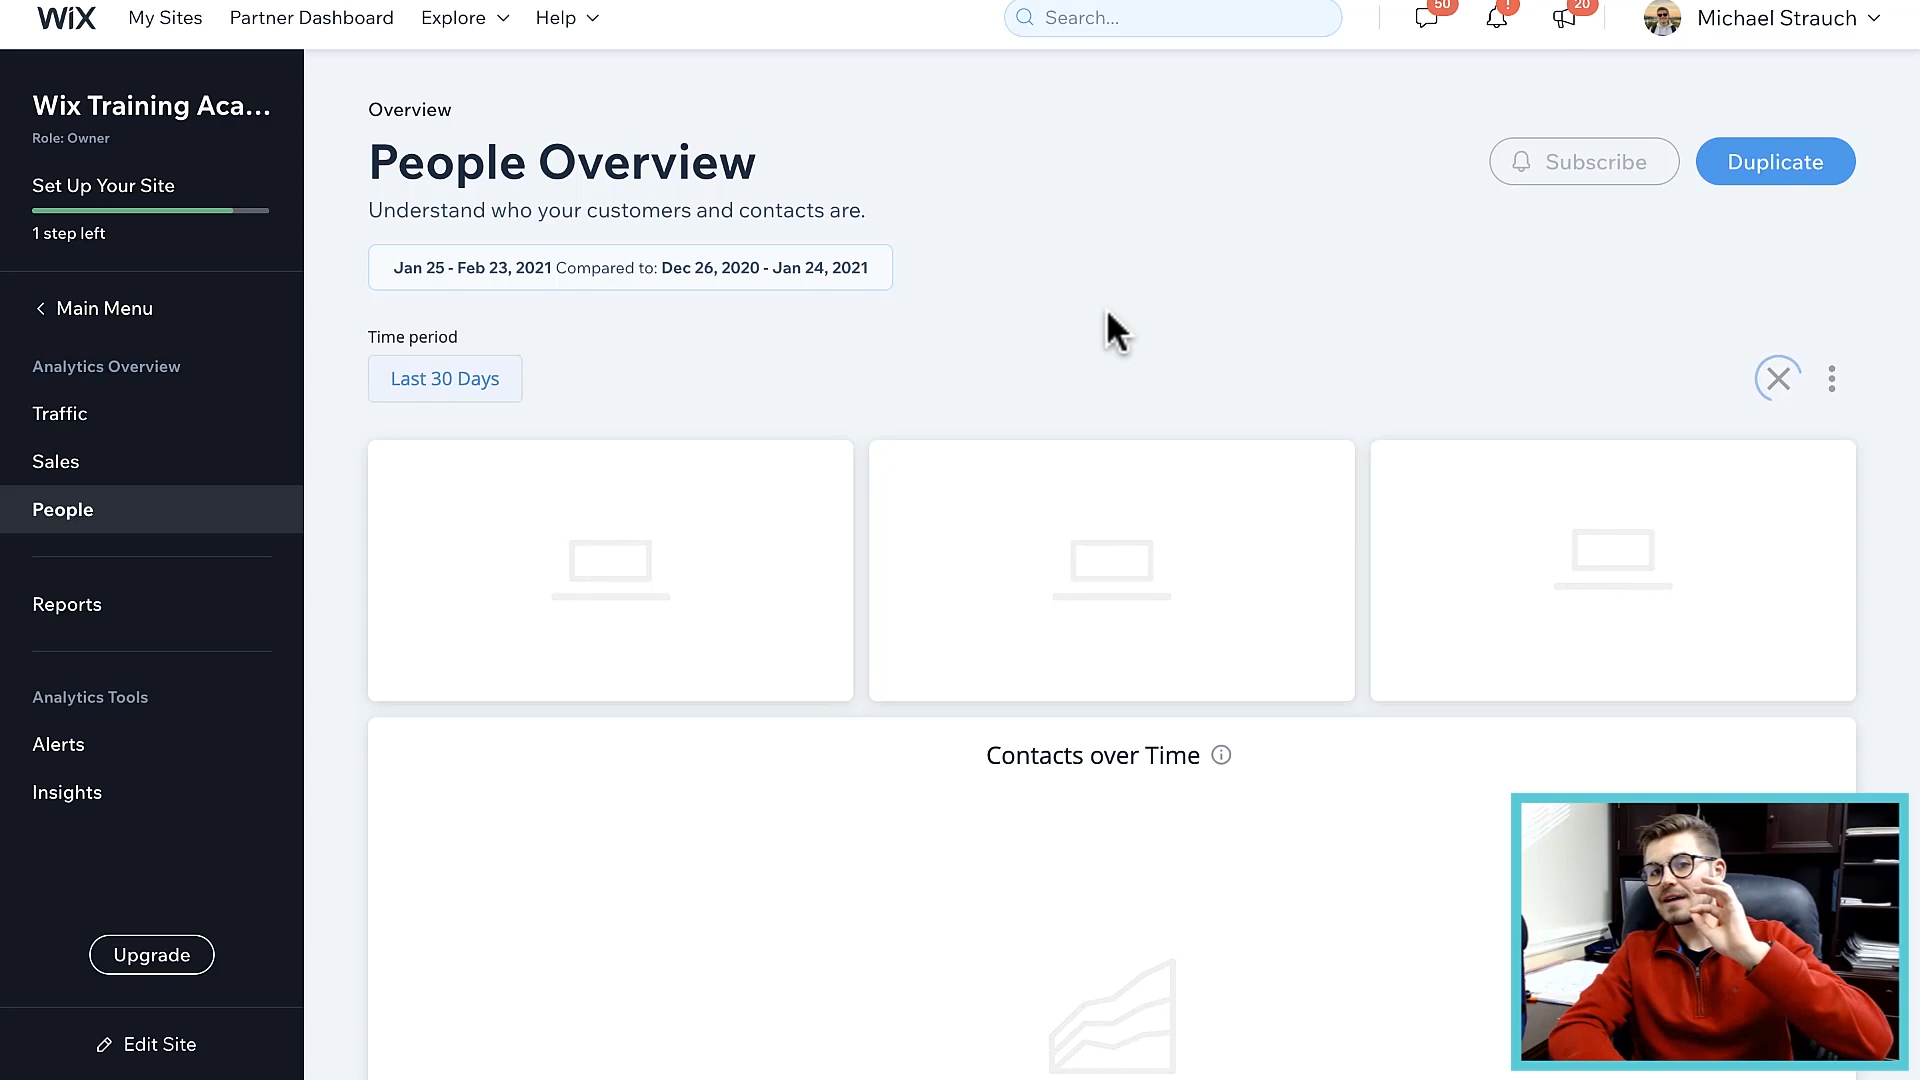 WiX
My Sites
Partner Dashboard
Explore
Help
Search...
50
!
20
Michael Strauch
Wix Training Aca...
Role: Owner
Set Up Your Site
1 step left
Main Menu
Analytics Overview
Traffic
Sales
People
Reports
Analytics Tools
Alerts
Insights
Upgrade
Edit Site
Overview
People Overview
Understand who your customers and contacts are.
Subscribe
Duplicate
Jan 25 - Feb 23, 2021 Compared to: Dec 26, 2020 - Jan 24, 2021
Time period
Last 30 Days
Contacts over Time